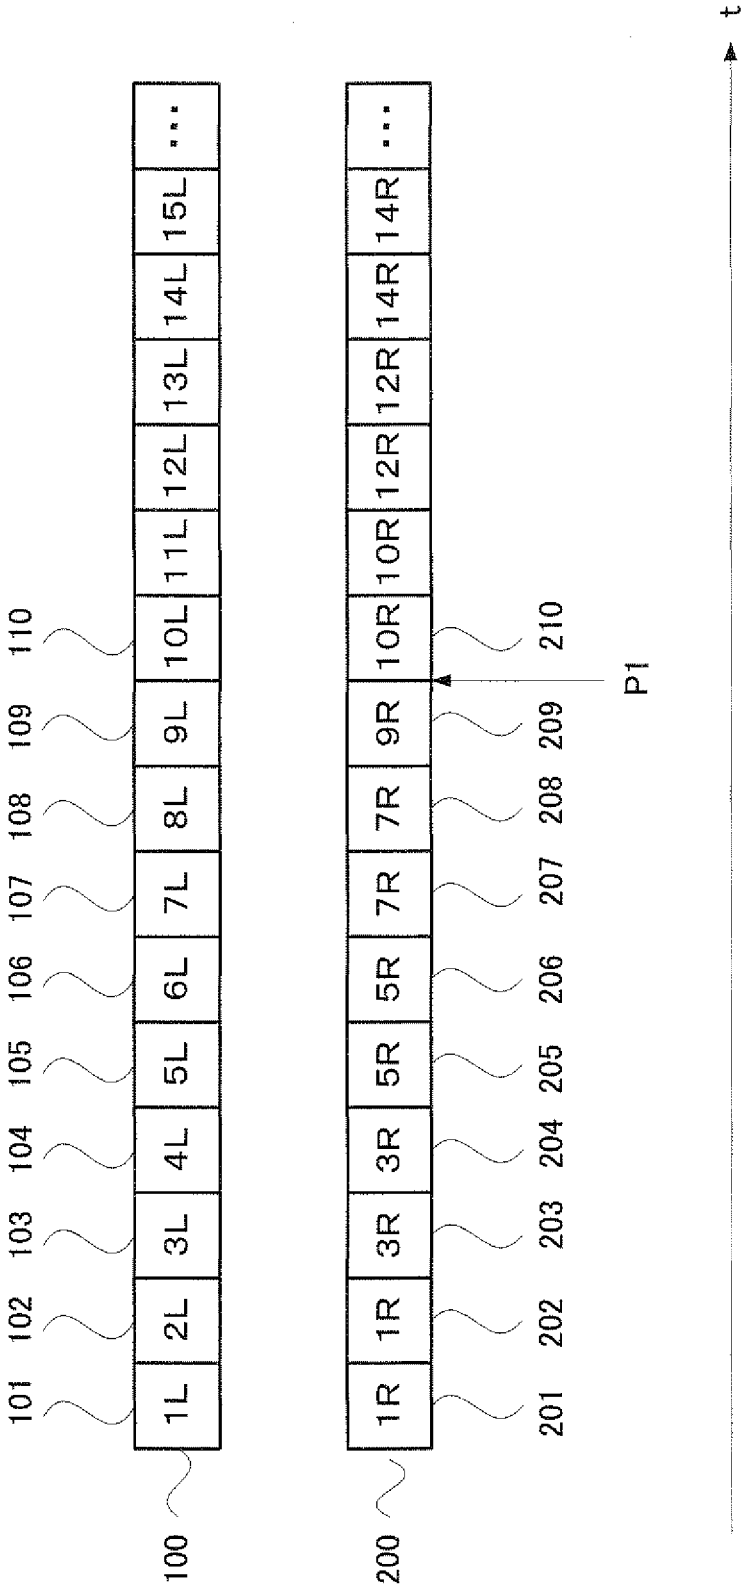 101 102 103 104 105 106 107 108 109 110
100 1L 2L 3L 4L 5L 6L 7L 8L 9L 10L 11L 12L 13L 14L 15L ...
200 1R 1R 3R 3R 5R 5R 7R 7R 9R 10R 10R 12R 12R 14R 14R ...
201 202 203 204 205 206 207 208 209 210
P1
t